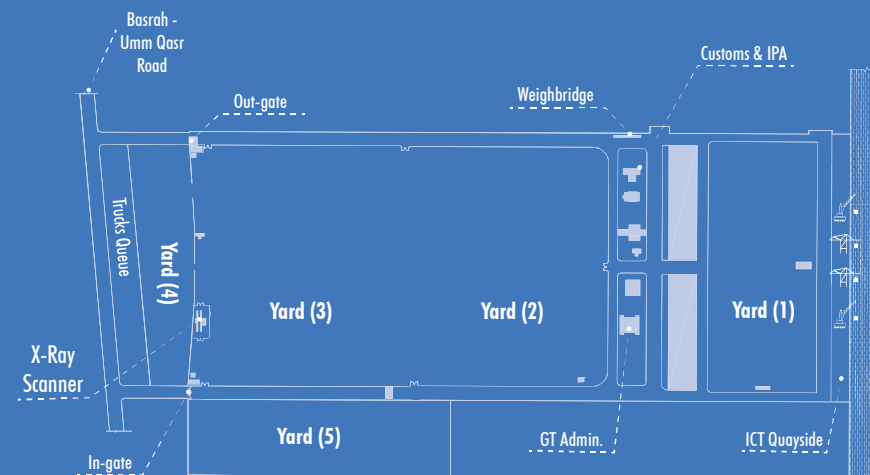 Basrah -
Umm Qasr
Road
Customs & IPA
Weighbridge
Out-gate
Trucks Queue
Yard (4)
Yard (3)
Yard (2)
Yard (1)
X-Ray
Scanner
Yard (5)
GT Admin.
ICT Quayside
In-gate